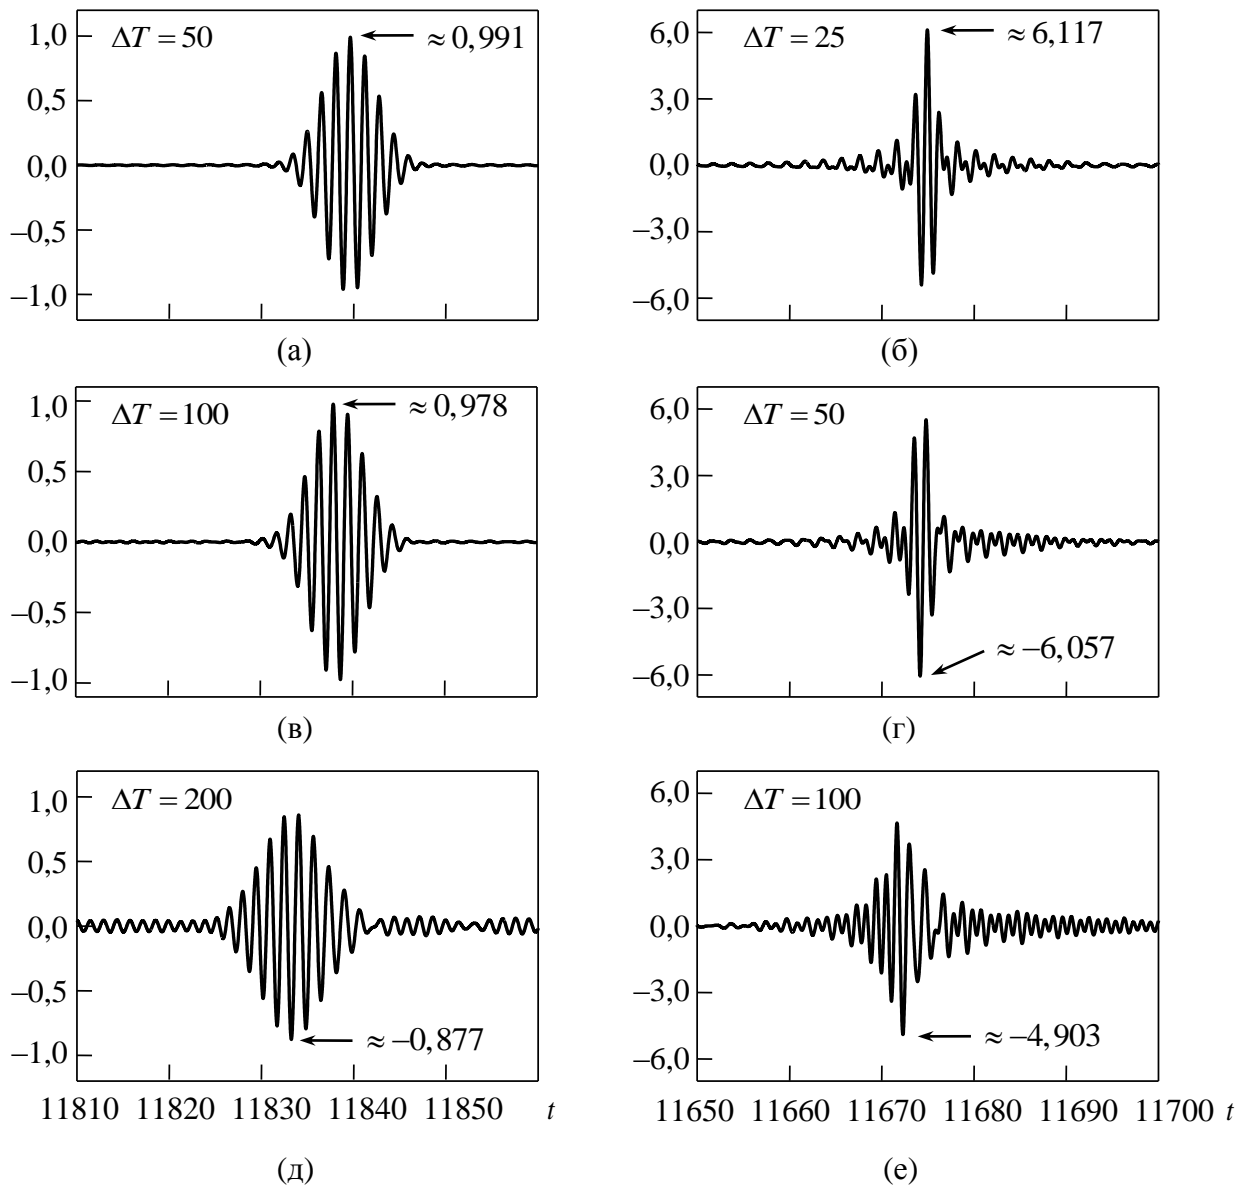 1,0
0,5
0,0
–0,5
–1,0
ΔT = 50
≈ 0,991
(а)
6,0
3,0
0,0
–3,0
–6,0
ΔT = 25
≈ 6,117
(б)
1,0
0,5
0,0
–0,5
–1,0
ΔT = 100
≈ 0,978
(в)
6,0
3,0
0,0
–3,0
–6,0
ΔT = 50
≈ –6,057
(г)
1,0
0,5
0,0
–0,5
–1,0
ΔT = 200
≈ –0,877
11810 11820 11830 11840 11850 t
(д)
6,0
3,0
0,0
–3,0
–6,0
ΔT = 100
≈ –4,903
11650 11660 11670 11680 11690 11700 t
(е)